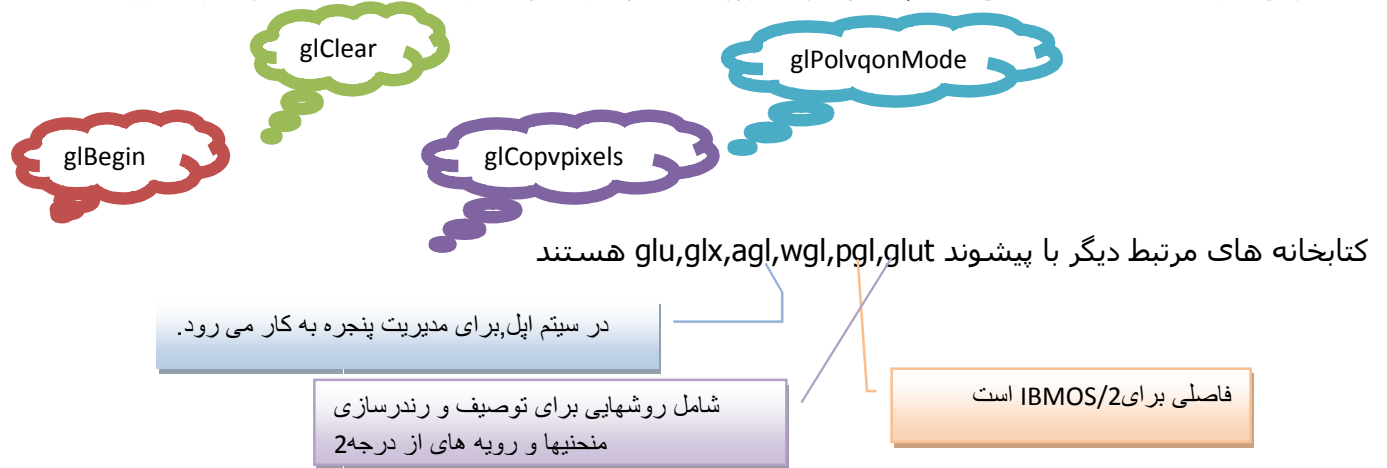 glClear
glPolvqonMode
glBegin
glCopvpixels
کتابخانه های مرتبط دیگر با پیشوند glu,glx,agl,wgl,pgl,glut هستند
در سیتم اپل,برای مدیریت پنجره به کار می رود.
فاصلی برای IBMOS/2 است
شامل روشهایی برای توصیف و رندرسازی
منحنیها و رویه های از درجه2